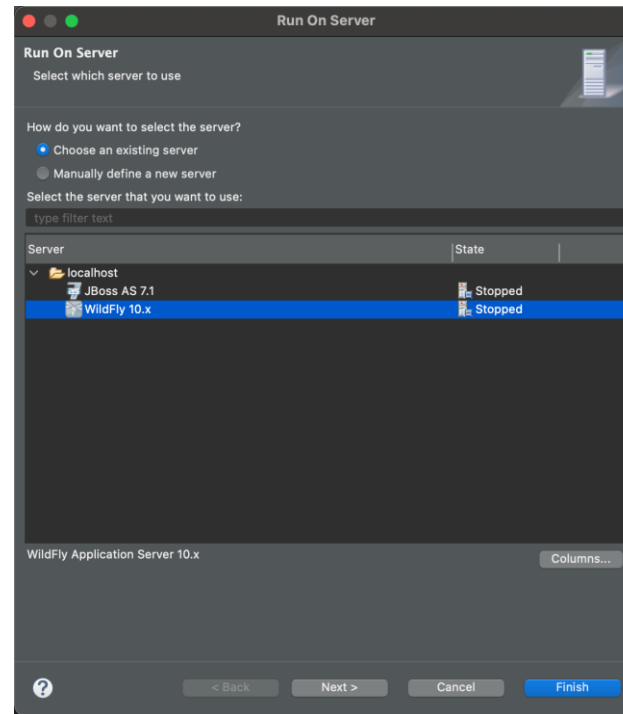 Run On Server
Run On Server
Select which server to use
How do you want to select the server?
Choose an existing server
Manually define a new server
Select the server that you want to use:
type filter text
Server State
localhost
JBoss AS 7.1 Stopped
WildFly 10.x Stopped
WildFly Application Server 10.x
Columns...
? < Back Next > Cancel Finish